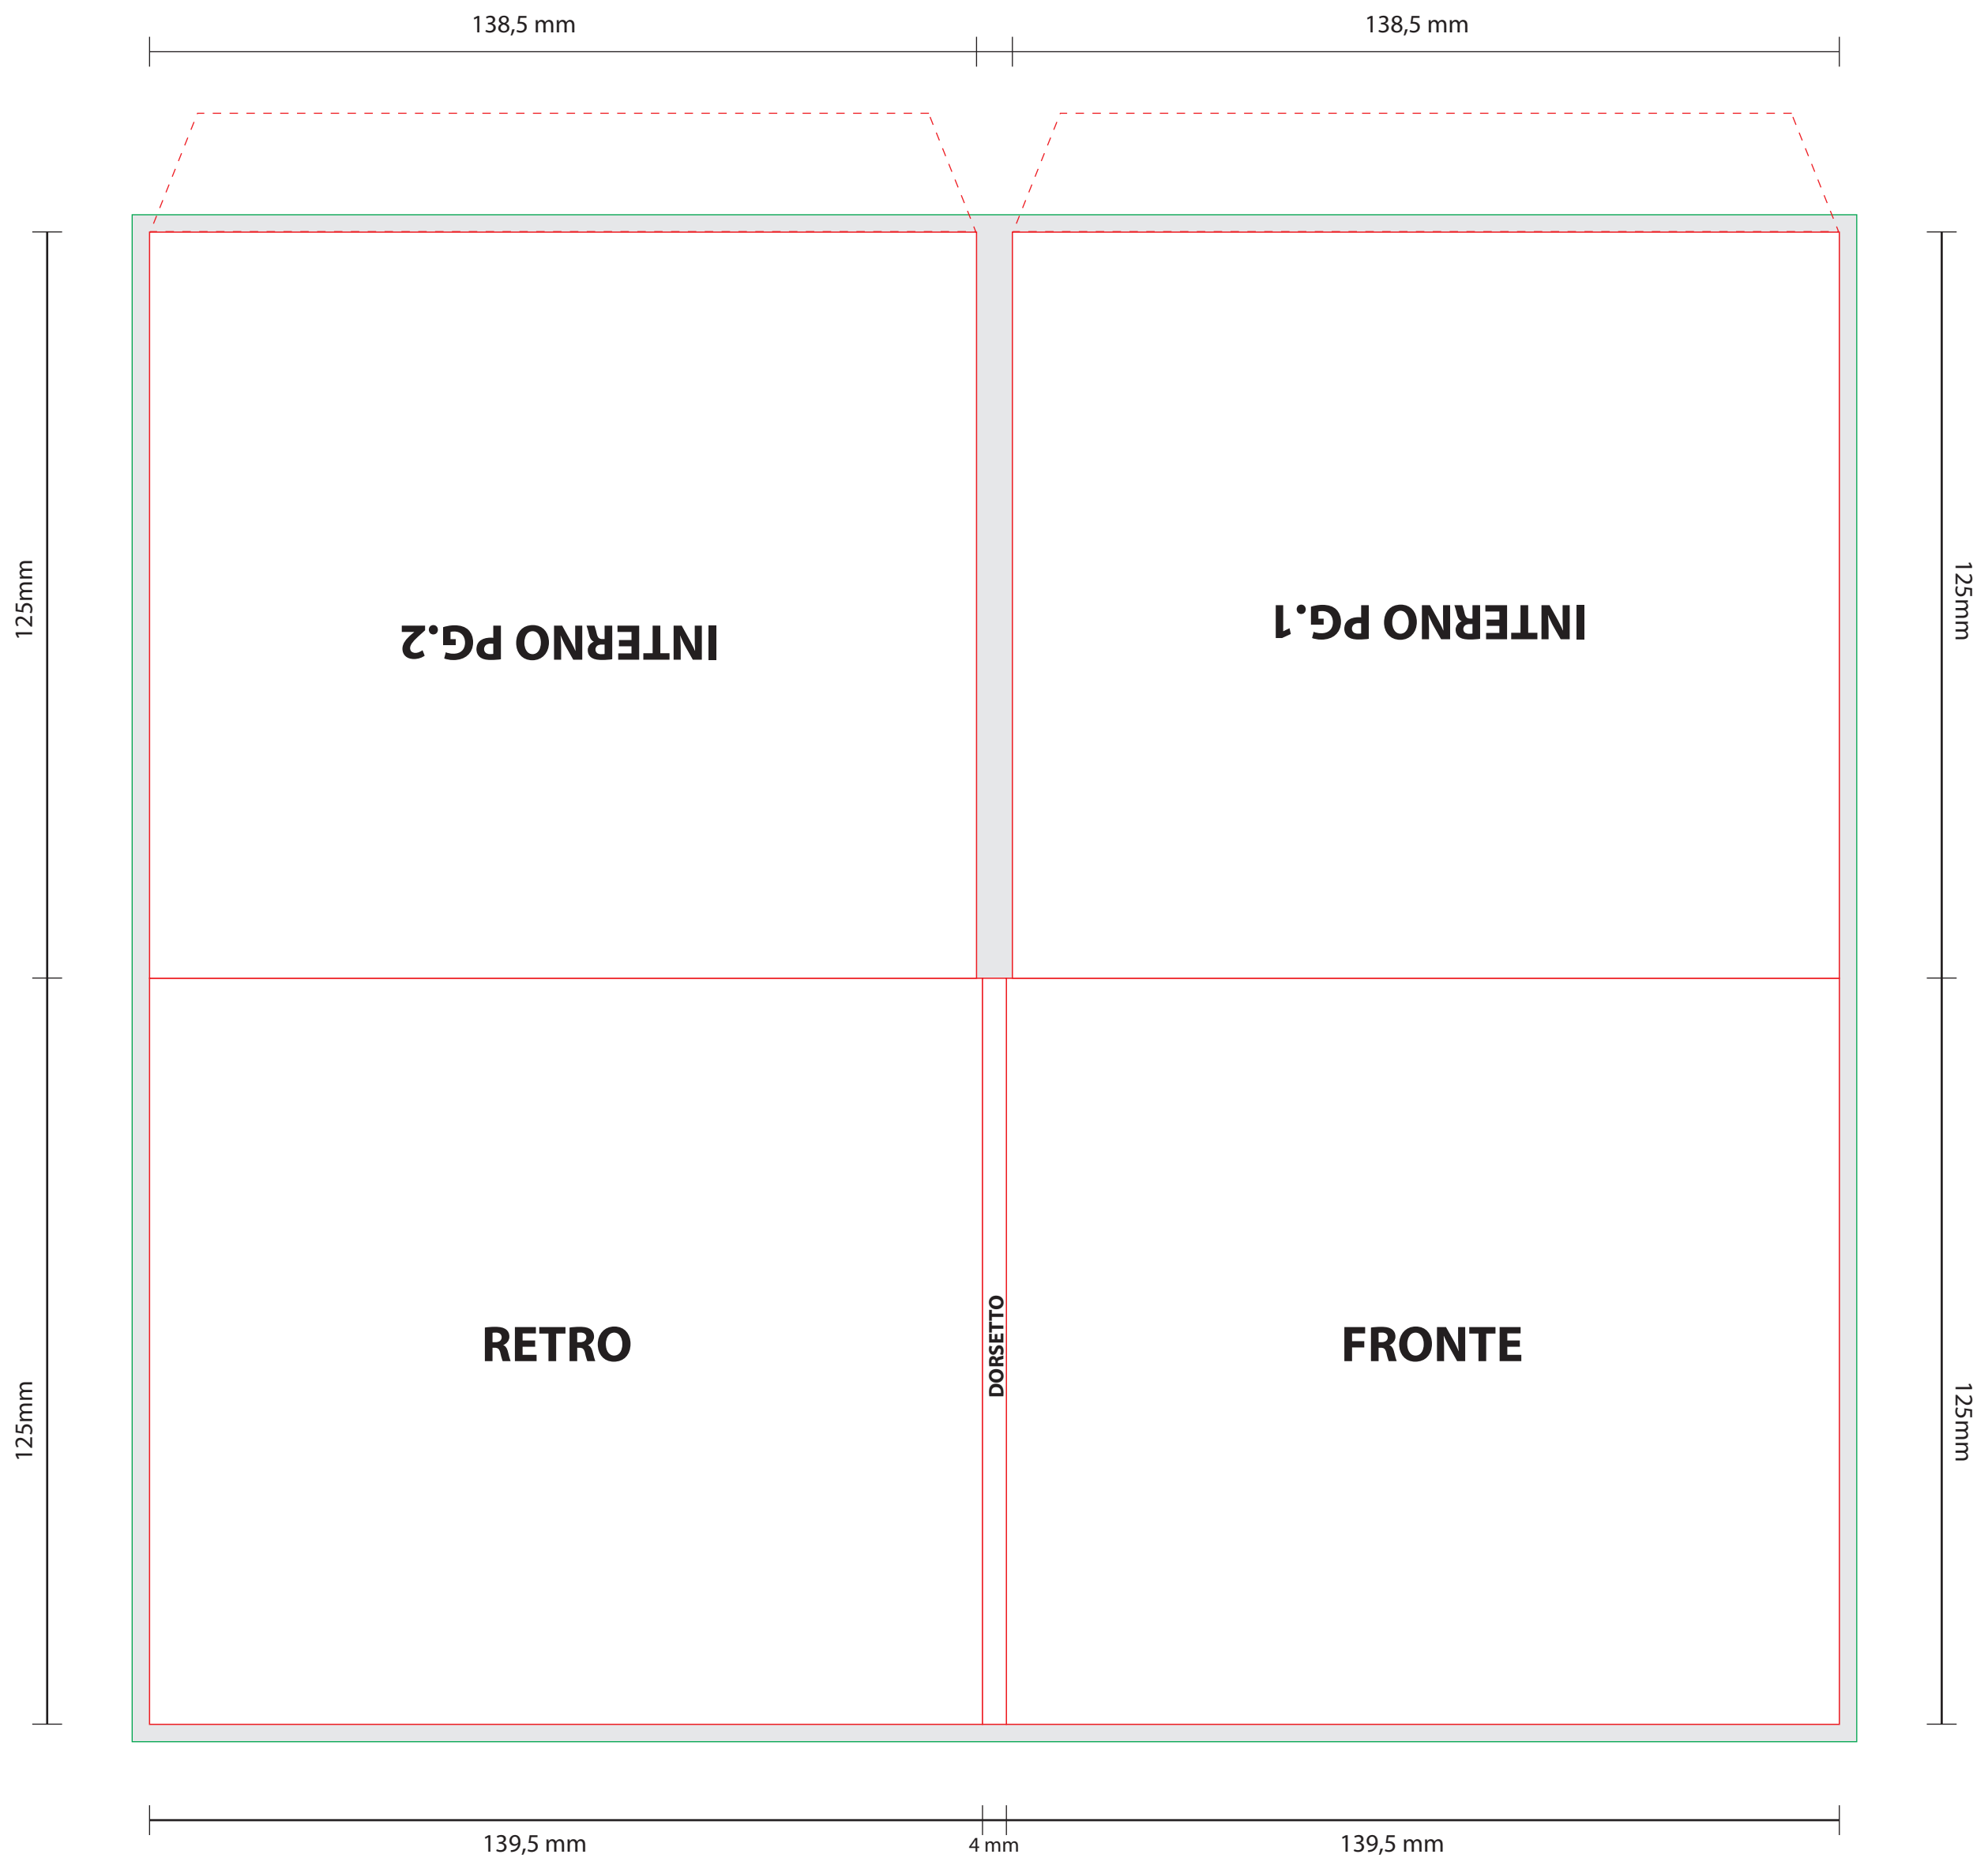 138,5 mm
138,5 mm
125mm
125mm
INTERNO PG.2
INTERNO PG.1
RETRO
DORSETTO
FRONTE
125mm
125mm
139,5 mm
4 mm
139,5 mm